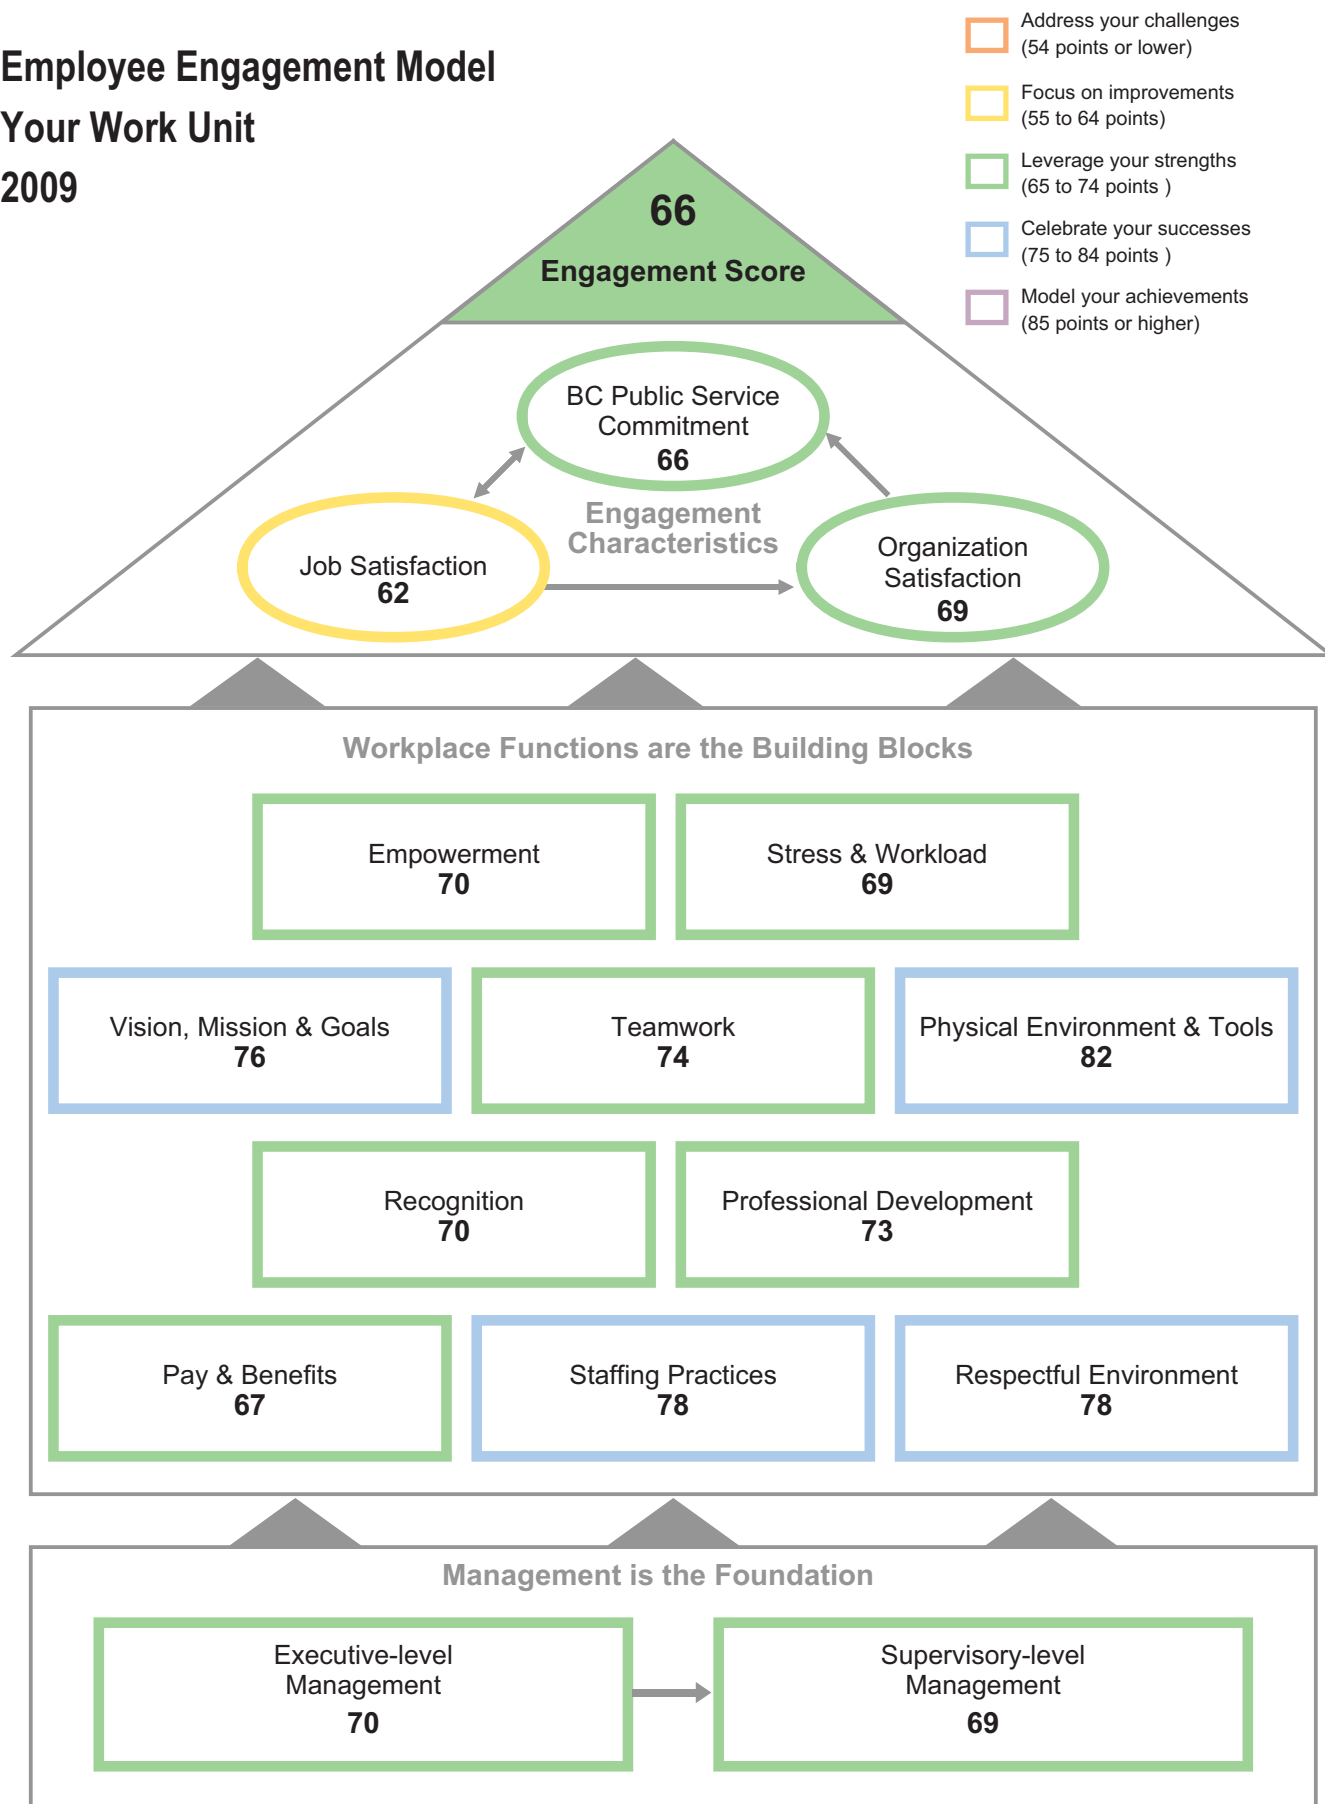 Employee Engagement Model
Your Work Unit
2009
Address your challenges
(54 points or lower)
Focus on improvements
(55 to 64 points)
Leverage your strengths
(65 to 74 points )
Celebrate your successes
(75 to 84 points )
Model your achievements
(85 points or higher)
66
Engagement Score
BC Public Service
Commitment
66
Engagement
Characteristics
Job Satisfaction
62
Organization
Satisfaction
69
Workplace Functions are the Building Blocks
Empowerment
70
Stress & Workload
69
Vision, Mission & Goals
76
Teamwork
74
Physical Environment & Tools
82
Recognition
70
Professional Development
73
Pay & Benefits
67
Staffing Practices
78
Respectful Environment
78
Management is the Foundation
Executive-level
Management
70
Supervisory-level
Management
69